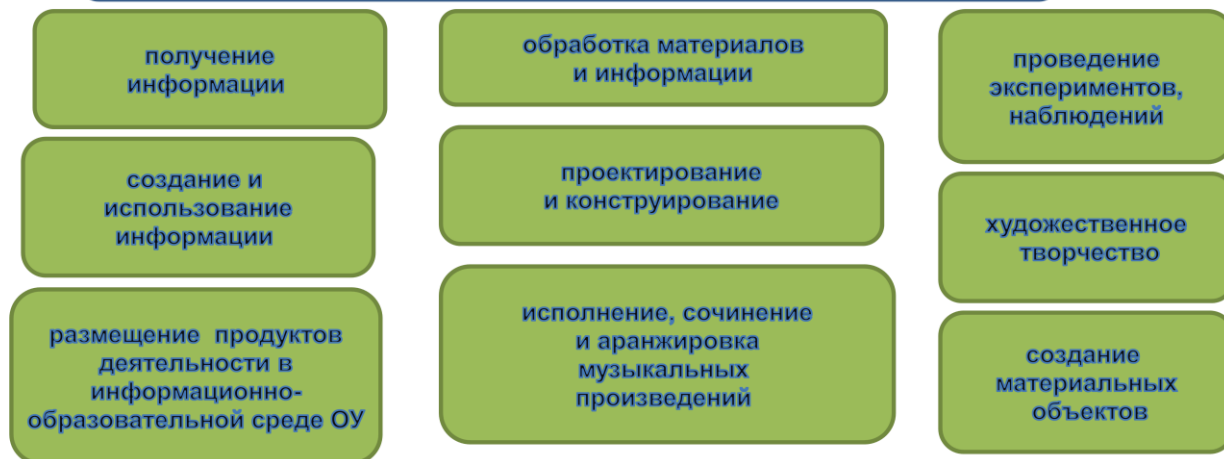 получение
информации
обработка материалов
и информации
проведение
экспериментов,
наблюдений
создание и
использование
информации
проектирование
и конструирование
художественное
творчество
размещение продуктов
деятельности в
информационно-
образовательной среде ОУ
исполнение, сочинение
и аранжировка
музыкальных
произведений
создание
материальных
объектов